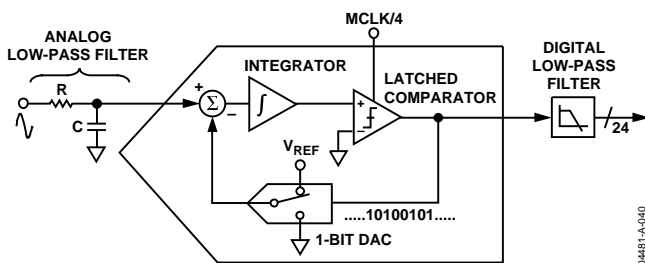 MCLK/4
ANALOG
LOW-PASS FILTER
INTEGRATOR
DIGITAL
LOW-PASS
FILTER
LATCHED
COMPARATOR
R
+
Σ
–
∫
+
–
24
C
VREF
.....10100101.....
1-BIT DAC
04481-A-040